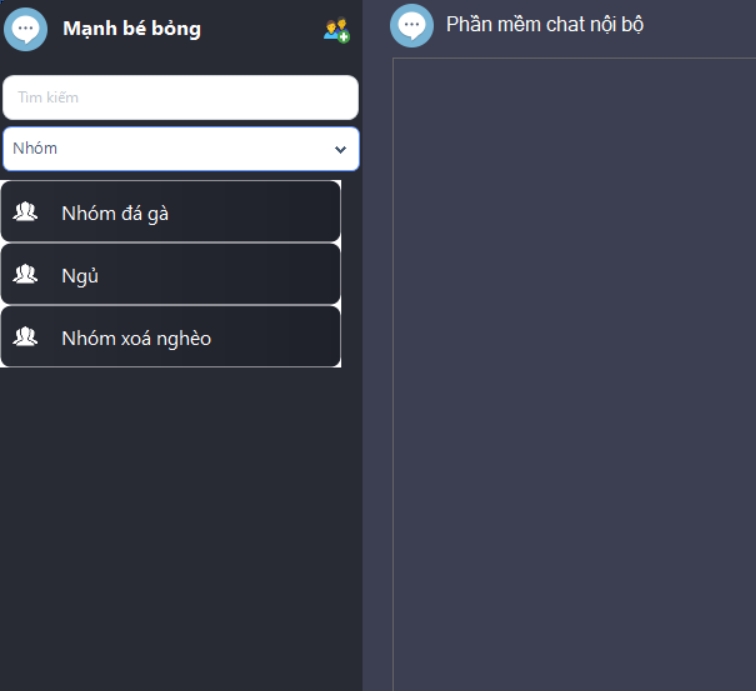 Mạnh bé bỏng
Phần mềm chat nội bộ
Tìm kiếm
Nhóm
Nhóm đá gà
Ngủ
Nhóm xoá nghèo